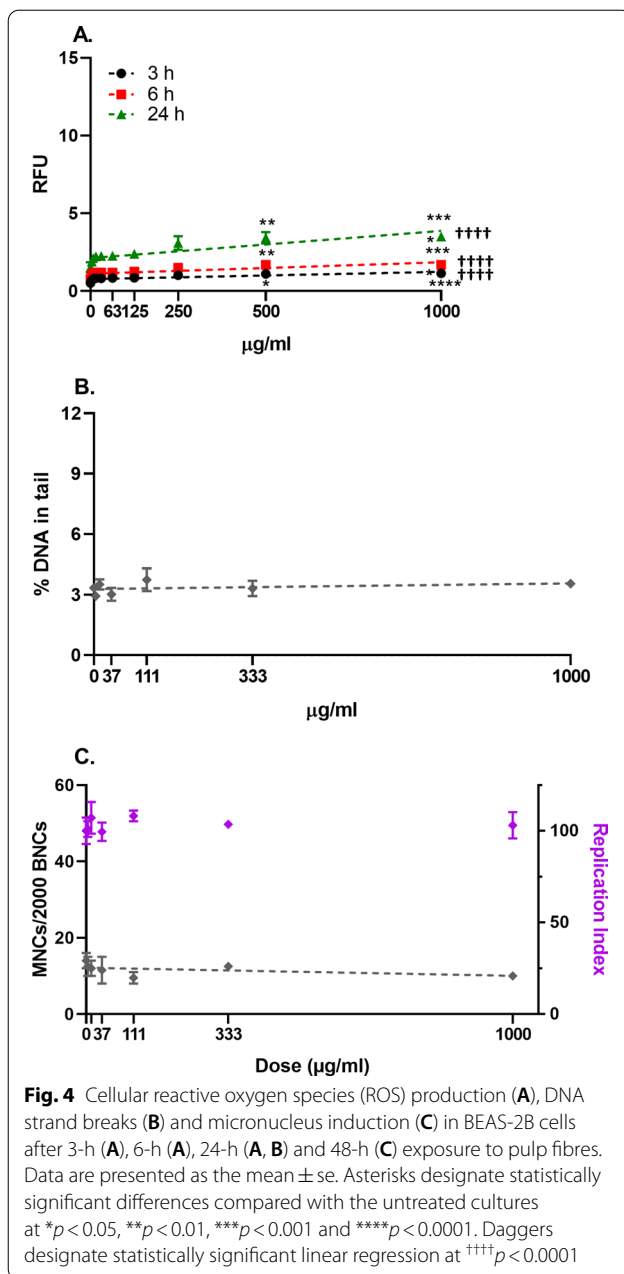 A.
3 h
6 h
24 h
15
10
5
0
RFU
** *** ††††
** * *** ††††
* * **** ††††
0 63 125 250 500 1000
µg/ml
B.
12
9
6
3
0
% DNA in tail
0 37 111 333 1000
µg/ml
C.
60
40
20
0
MNCs/2000 BNCs
100
50
0
Replication Index
0 37 111 333 1000
Dose (µg/ml)
Fig. 4 Cellular reactive oxygen species (ROS) production (A), DNA
strand breaks (B) and micronucleus induction (C) in BEAS-2B cells
after 3-h (A), 6-h (A), 24-h (A, B) and 48-h (C) exposure to pulp fibres.
Data are presented as the mean ± se. Asterisks designate statistically
significant differences compared with the untreated cultures
at *p < 0.05, **p < 0.01, ***p < 0.001 and ****p < 0.0001. Daggers
designate statistically significant linear regression at ††††p < 0.0001